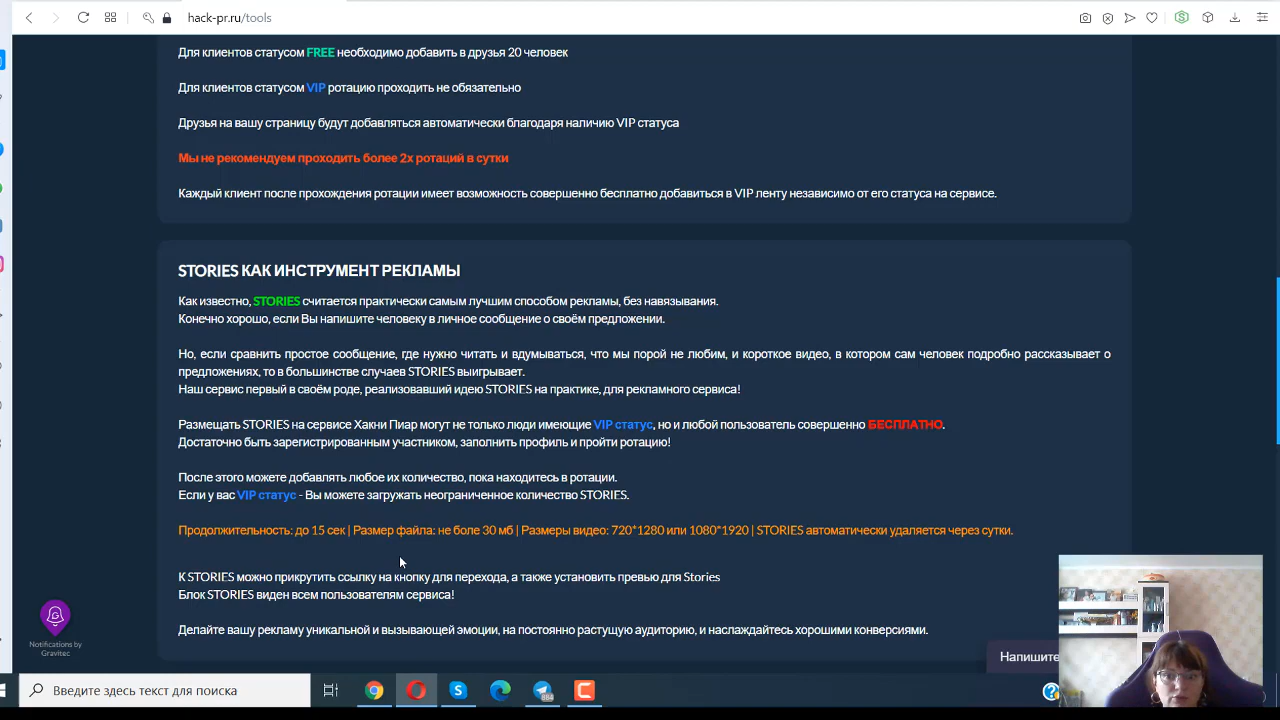 hack-pr.ru/tools
Для клиентов статусом FREE необходимо добавить в друзья 20 человек
Для клиентов статусом VIP ротацию проходить не обязательно
Друзья на вашу страницу будут добавляться автоматически благодаря наличию VIP статуса
Мы не рекомендуем проходить более 2х ротаций в сутки
Каждый клиент после прохождения ротации имеет возможность совершенно бесплатно добавиться в VIP ленту независимо от его статуса на сервисе.
STORIES КАК ИНСТРУМЕНТ РЕКЛАМЫ
Как известно, STORIES считается практически самым лучшим способом рекламы, без навязывания.
Конечно хорошо, если Вы напишите человеку в личное сообщение о своём предложении.
Но, если сравнить простое сообщение, где нужно читать и вдумываться, что мы порой не любим, и короткое видео, в котором сам человек подробно рассказывает о
предложениях, то в большинстве случаев STORIES выигрывает.
Наш сервис первый в своём роде, реализовавший идею STORIES на практике, для рекламного сервиса!
Размещать STORIES на сервисе Хакни Пиар могут не только люди имеющие VIP статус, но и любой пользователь совершенно БЕСПЛАТНО.
Достаточно быть зарегистрированным участником, заполнить профиль и пройти ротацию!
После этого можете добавлять любое их количество, пока находитесь в ротации.
Если у вас VIP статус - Вы можете загружать неограниченное количество STORIES.
Продолжительность: до 15 сек | Размер файла: не боле 30 мб | Размеры видео: 720*1280 или 1080*1920 | STORIES автоматически удаляется через сутки.
К STORIES можно прикрутить ссылку на кнопку для перехода, а также установить превью для Stories
Блок STORIES виден всем пользователям сервиса!
Делайте вашу рекламу уникальной и вызывающей эмоции, на постоянно растущую аудиторию, и наслаждайтесь хорошими конверсиями.
Notifications by
Gravitec
Напишите
Введите здесь текст для поиска